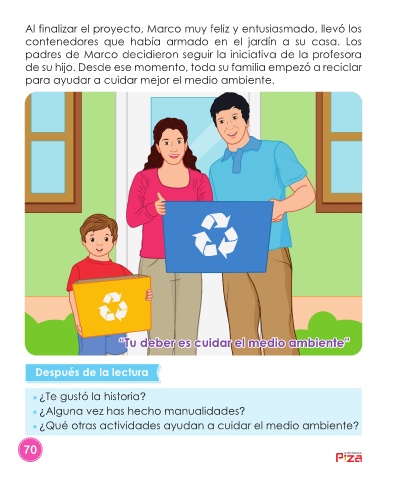 Al finalizar el proyecto, Marco muy feliz y entusiasmado, llevó los
contenedores que había armado en el jardín a su casa. Los
padres de Marco decidieron seguir la iniciativa de la profesora
de su hijo. Desde ese momento, toda su familia empezó a reciclar
para ayudar a cuidar mejor el medio ambiente.
“Tu deber es cuidar el medio ambiente”
Después de la lectura
• ¿Te gustó la historia?
• ¿Alguna vez has hecho manualidades?
• ¿Qué otras actividades ayudan a cuidar el medio ambiente?
70
Piza